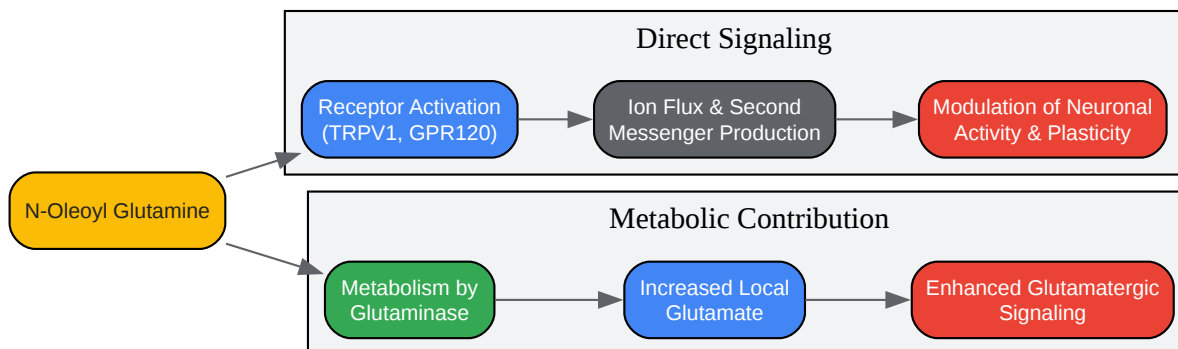 Direct Signaling
Receptor Activation
(TRPV1, GPR120)
Ion Flux & Second
Messenger Production
Modulation of Neuronal
Activity & Plasticity
N-Oleoyl Glutamine
Metabolic Contribution
Metabolism by
Glutaminase
Increased Local
Glutamate
Enhanced Glutamatergic
Signaling